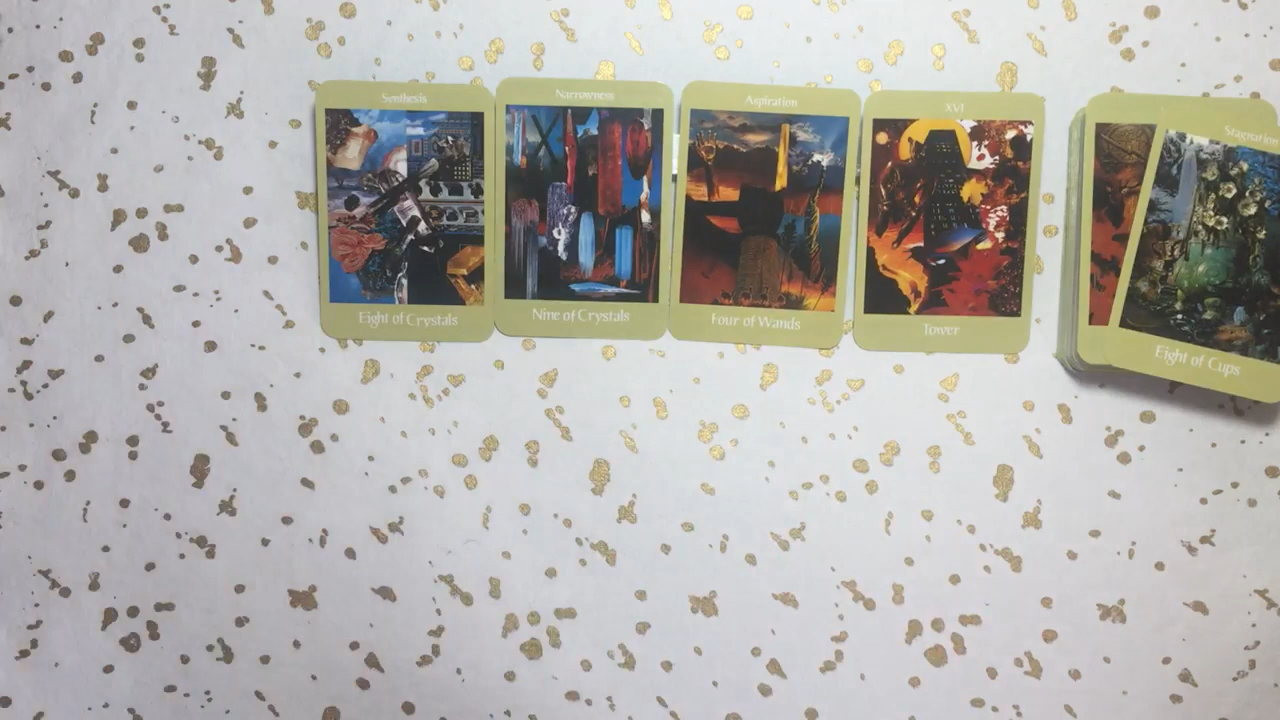 Synthesis
Eight of Crystals
Narrowness
Nine of Crystals
Aspiration
Four of Wands
XVI
Tower
Stagnation
Eight of Cups